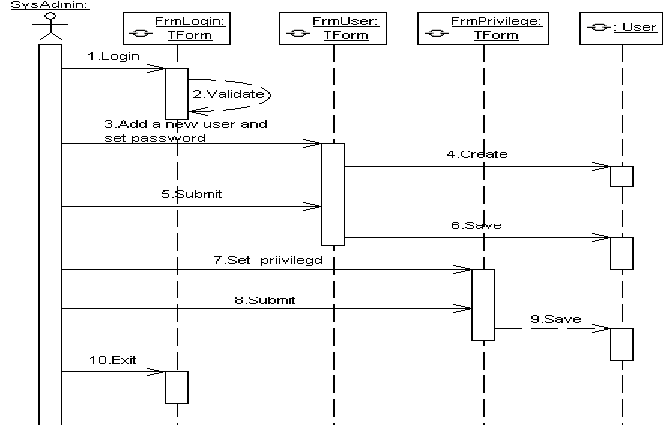 SysAdmin:
FrmLogin:
TForm
FrmUser:
TForm
FrmPrivilege:
TForm
: User
1.Login
2.Validate
3.Add a new user and
set password
4.Create
5.Submit
6.Save
7.Set priivilegd
8.Submit
9.Save
10.Exit